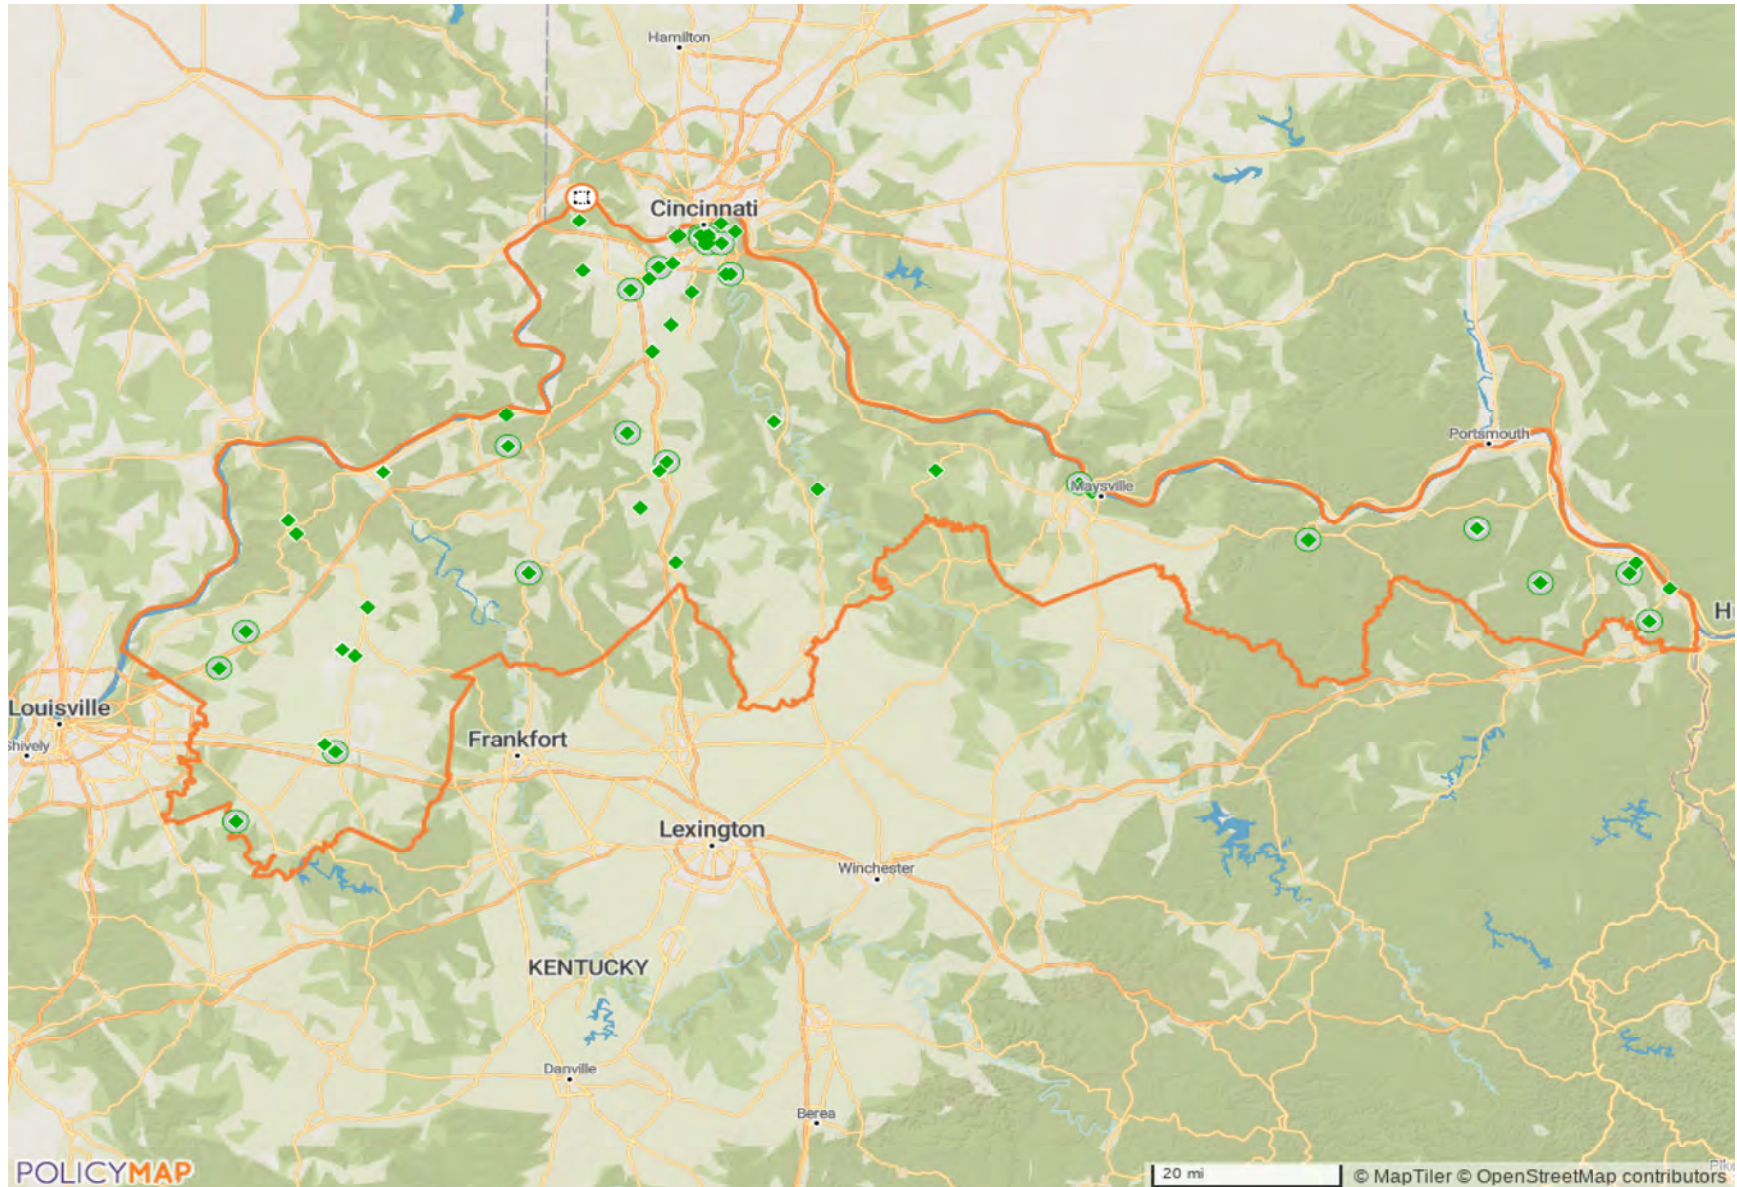 Hamilton
Cincinnati
Portsmouth
Maysville
H
Louisville
Shively
Frankfort
Lexington
Winchester
KENTUCKY
Danville
Berea
POLICYMAP
20 mi
© MapTiler © OpenStreetMap contributors